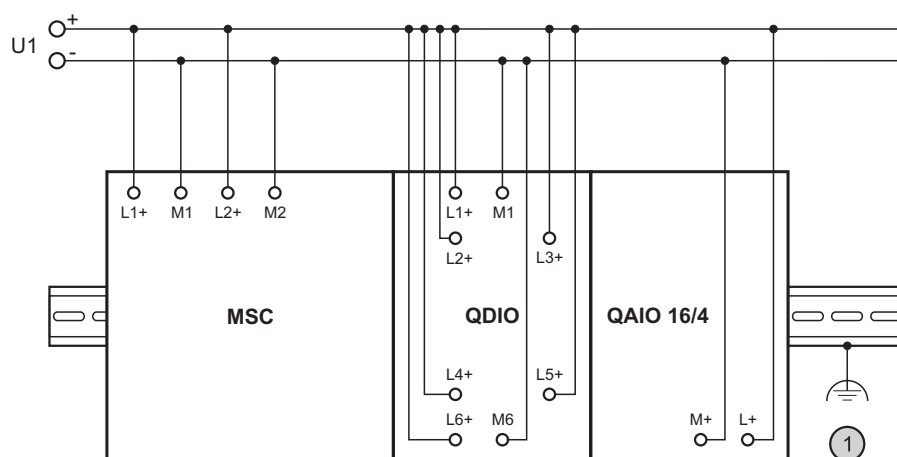 +
U1
-
L1+ M1 L2+ M2
L1+ M1
L2+ L3+
MSC QDIO QAIO 16/4
L4+ L5+
L6+ M6 M+ L+
1